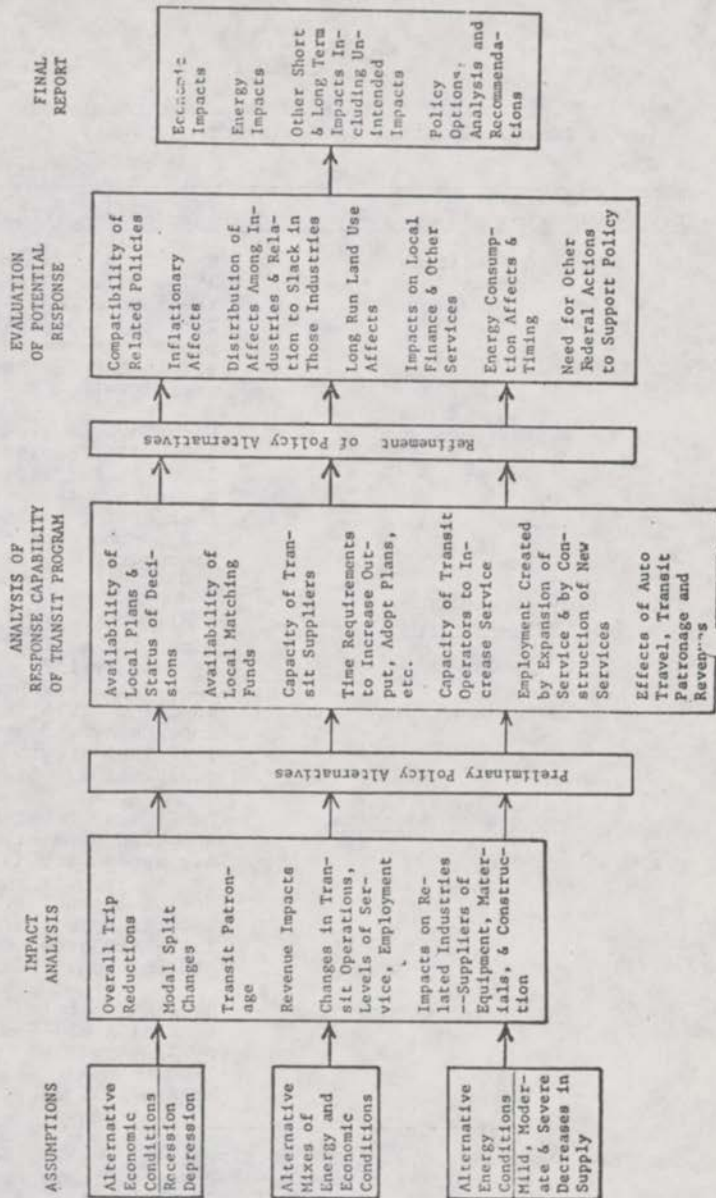 ASSUMPTIONS
Alternative
Economic
Conditions
Recession
Depression
Alternative
Mixes of
Energy and
Economic
Conditions
Alternative
Energy
Conditions
Mild, Moder-
ate & Severe
Decreases in
Supply
IMPACT
ANALYSIS
Overall Trip
Reductions
Modal Split
Changes
Transit Patron-
age
Revenue Impacts
Changes in Tran-
sit Operations,
Levels of Ser-
vice, Employment
Impacts on Re-
lated Industries
--Suppliers of
Equipment, Mater-
ials, & Construc-
tion
Preliminary Policy Alternatives
ANALYSIS OF
RESPONSE CAPABILITY
OF TRANSIT PROGRAM
Availability of
Local Plans &
Status of Deci-
sions
Availability of
Local Matching
Funds
Capacity of Tran-
sit Suppliers
Time Requirements
to Increase Out-
put, Adopt Plans,
etc.
Capacity of Transit
Operators to In-
crease Service
Employment Created
by Expansion of
Service & by Con-
struction of New
Services
Effects of Auto
Travel, Transit
Patronage and
Revenues
Refinement of Policy Alternatives
EVALUATION
OF POTENTIAL
RESPONSE
Compatibility of
Related Policies
Inflationary
Affects
Distribution of
Affects Among In-
dustries & Rela-
tion to Slack in
Those Industries
Long Run Land Use
Affects
Impacts on Local
Finance & Other
Services
Energy Consump-
tion Affects &
Timing
Need for Other
Federal Actions
to Support Policy
FINAL
REPORT
Economic
Impacts
Energy
Impacts
Other Short
& Long Term
Impacts In-
cluding Un-
intended
Impacts
Policy
Options,
Analysis and
Recommenda-
tions